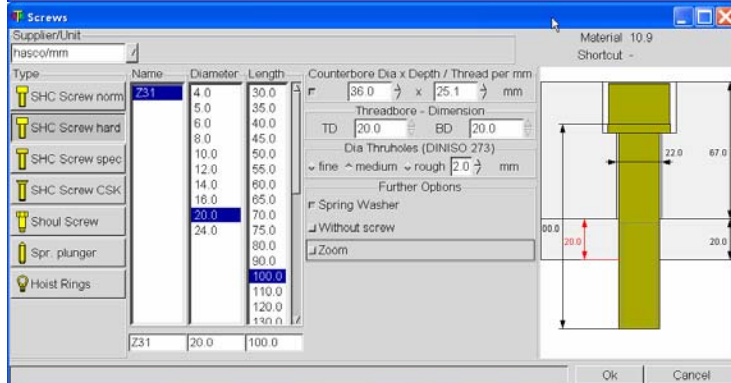 Screws
Supplier/Unit
hasco/mm
Material 10.9
Shortcut -
Type
SHC Screw norm
SHC Screw hard
SHC Screw spec
SHC Screw CSK
Shoul Screw
Spr. plunger
Hoist Rings
Name
Z31
Z31
Diameter
4.0
5.0
6.0
8.0
10.0
12.0
14.0
16.0
20.0
24.0
20.0
Length
30.0
35.0
40.0
45.0
50.0
55.0
60.0
65.0
70.0
75.0
80.0
90.0
100.0
110.0
120.0
130.0
100.0
Counterbore Dia x Depth / Thread per mm
36.0 x 25.1 mm
Threadbore - Dimension
TD 20.0 BD 20.0
Dia Thruholes (DINISO 273)
fine medium rough 2.0 mm
Further Options
Spring Washer
Without screw
Zoom
22.0 67.0
00.0
20.0 20.0
Ok Cancel